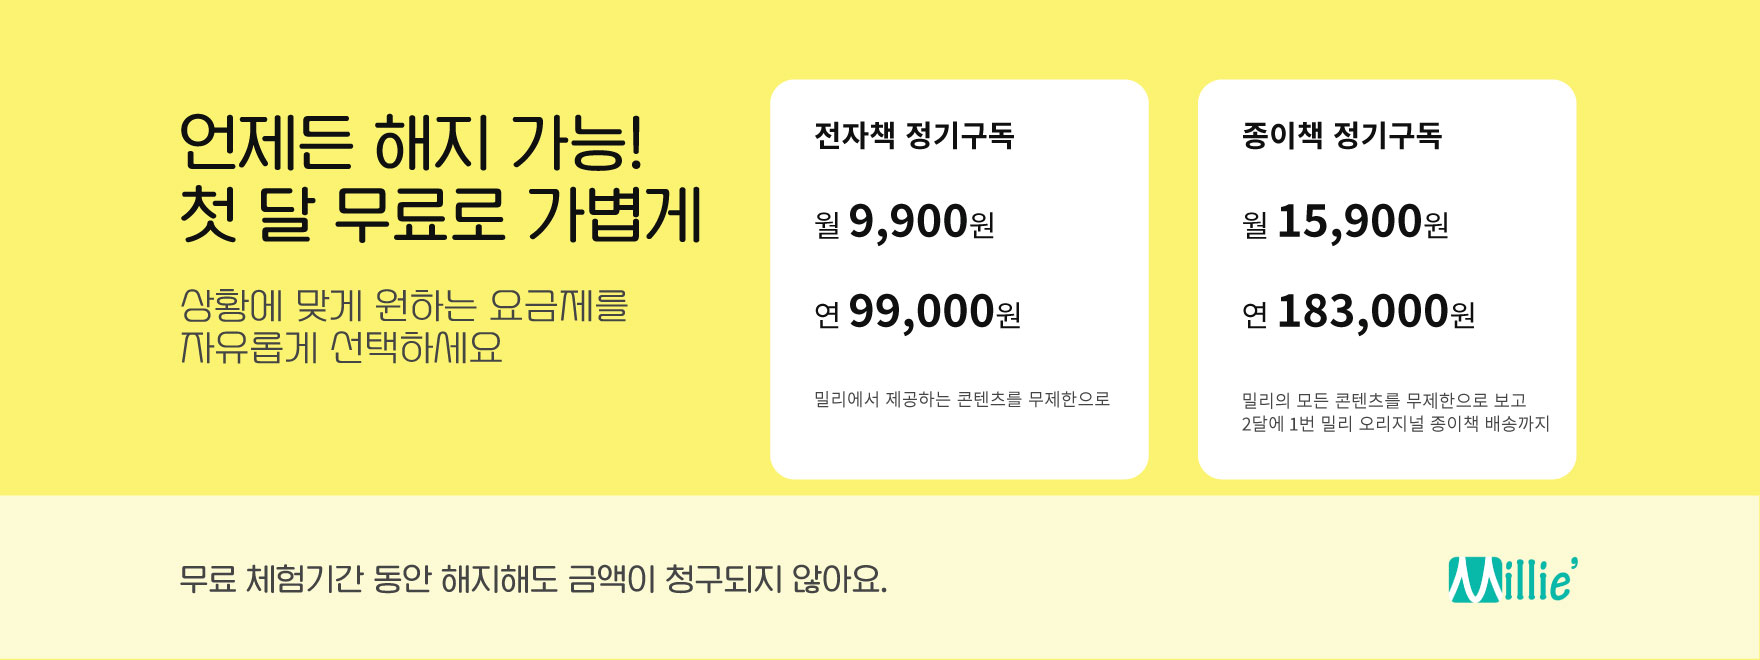 언제든 해지 가능!
첫 달 무료로 가볍게
상황에 맞게 원하는 요금제를
자유롭게 선택하세요
전자책 정기구독
월 9,900원
연 99,000원
밀리에서 제공하는 콘텐츠를 무제한으로
종이책 정기구독
월 15,900원
연 183,000원
밀리의 모든 콘텐츠를 무제한으로 보고
2달에 1번 밀리 오리지널 종이책 배송까지
무료 체험기간 동안 해지해도 금액이 청구되지 않아요.
Millie’